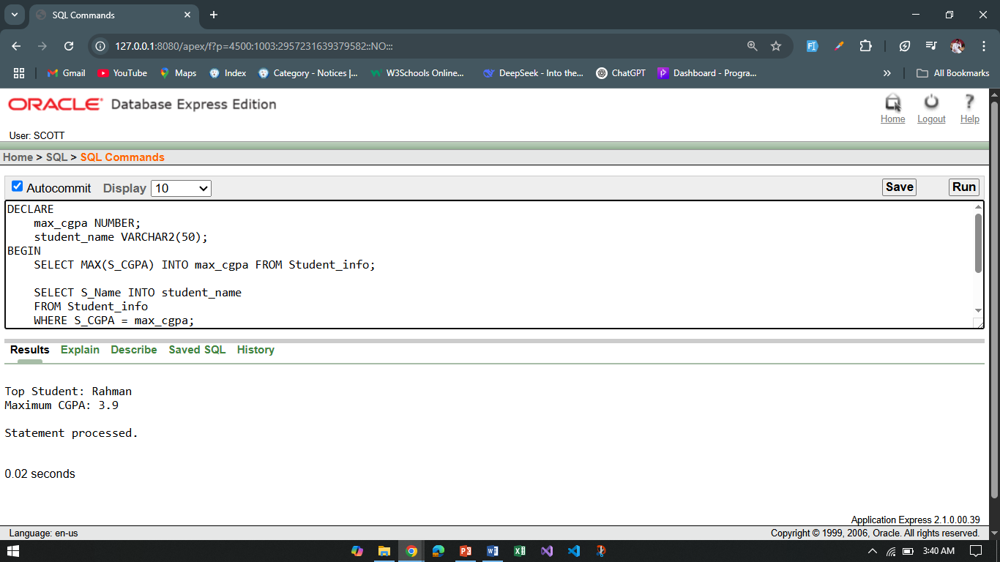 SQL Commands
127.0.0.1:8080/apex/f?p=4500:1003:2957231639379582::NO:::
Gmail YouTube Maps Index Category - Notices |... W3Schools Online... DeepSeek - Into the... ChatGPT Dashboard - Progra... » All Bookmarks
ORACLE Database Express Edition
Home Logout Help
User: SCOTT
Home > SQL > SQL Commands
Autocommit Display 10 Save Run
DECLARE
    max_cgpa NUMBER;
    student_name VARCHAR2(50);
BEGIN
    SELECT MAX(S_CGPA) INTO max_cgpa FROM Student_info;
    SELECT S_Name INTO student_name
    FROM Student_info
    WHERE S_CGPA = max_cgpa;
Results Explain Describe Saved SQL History
Top Student: Rahman
Maximum CGPA: 3.9
Statement processed.
0.02 seconds
Application Express 2.1.0.00.39
Language: en-us Copyright © 1999, 2006, Oracle. All rights reserved.
3:40 AM